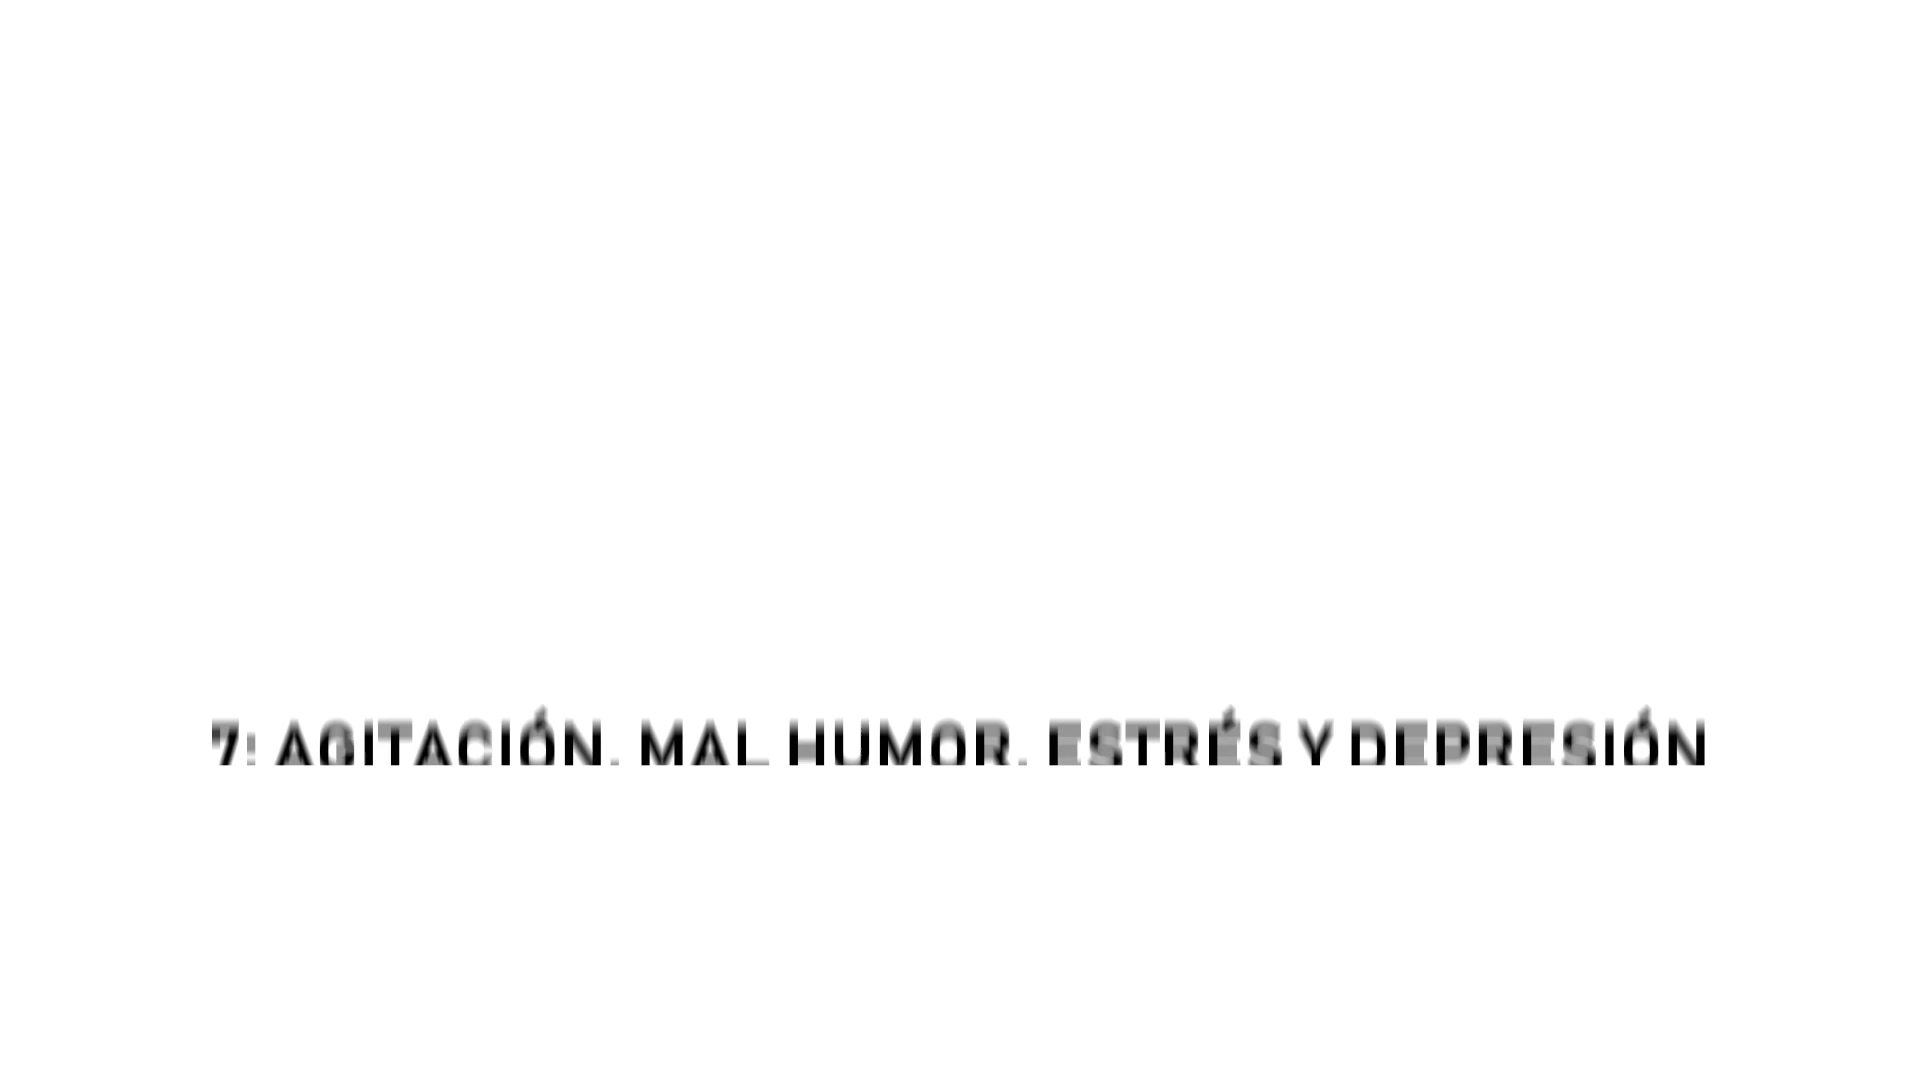 7: AGITACIÓN, MAL HUMOR, ESTRÉS Y DEPRESIÓN